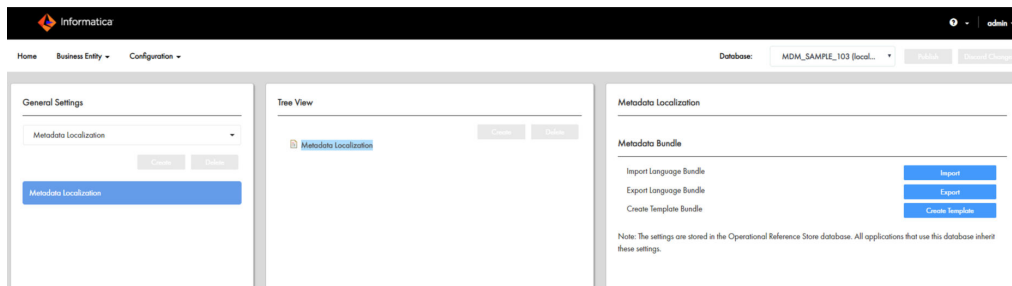 Informatica
admin
Home Business Entity Configuration Database: MDM_SAMPLE_103 (local... Publish Discard Change
General Settings
Metadata Localization
Create Delete
Metadata Localization
Tree View
Create Delete
Metadata Localization
Metadata Localization
Metadata Bundle
Import Language Bundle Import
Export Language Bundle Export
Create Template Bundle Create Template
Note: The settings are stored in the Operational Reference Store database. All applications that use this database inherit
these settings.